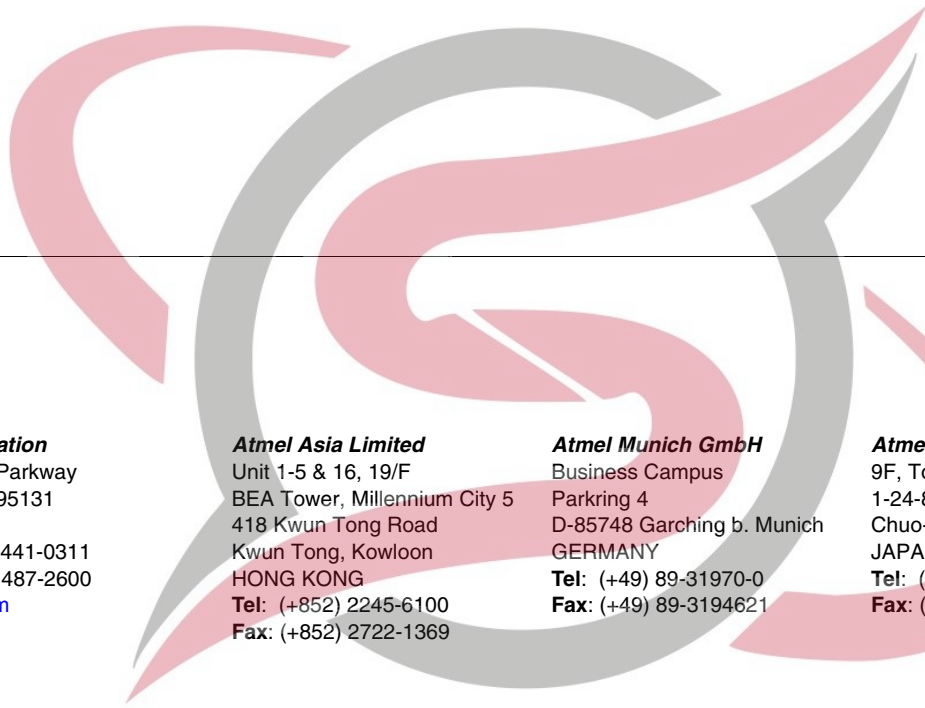 ation
Parkway
95131
441-0311
487-2600
Atmel Asia Limited
Unit 1-5 & 16, 19/F
BEA Tower, Millennium City 5
418 Kwun Tong Road
Kwun Tong, Kowloon
HONG KONG
Tel: (+852) 2245-6100
Fax: (+852) 2722-1369
Atmel Munich GmbH
Business Campus
Parkring 4
D-85748 Garching b. Munich
GERMANY
Tel: (+49) 89-31970-0
Fax: (+49) 89-3194621
Atme
9F, To
1-24-8
Chuo-
JAPA
Tel: (
Fax: (